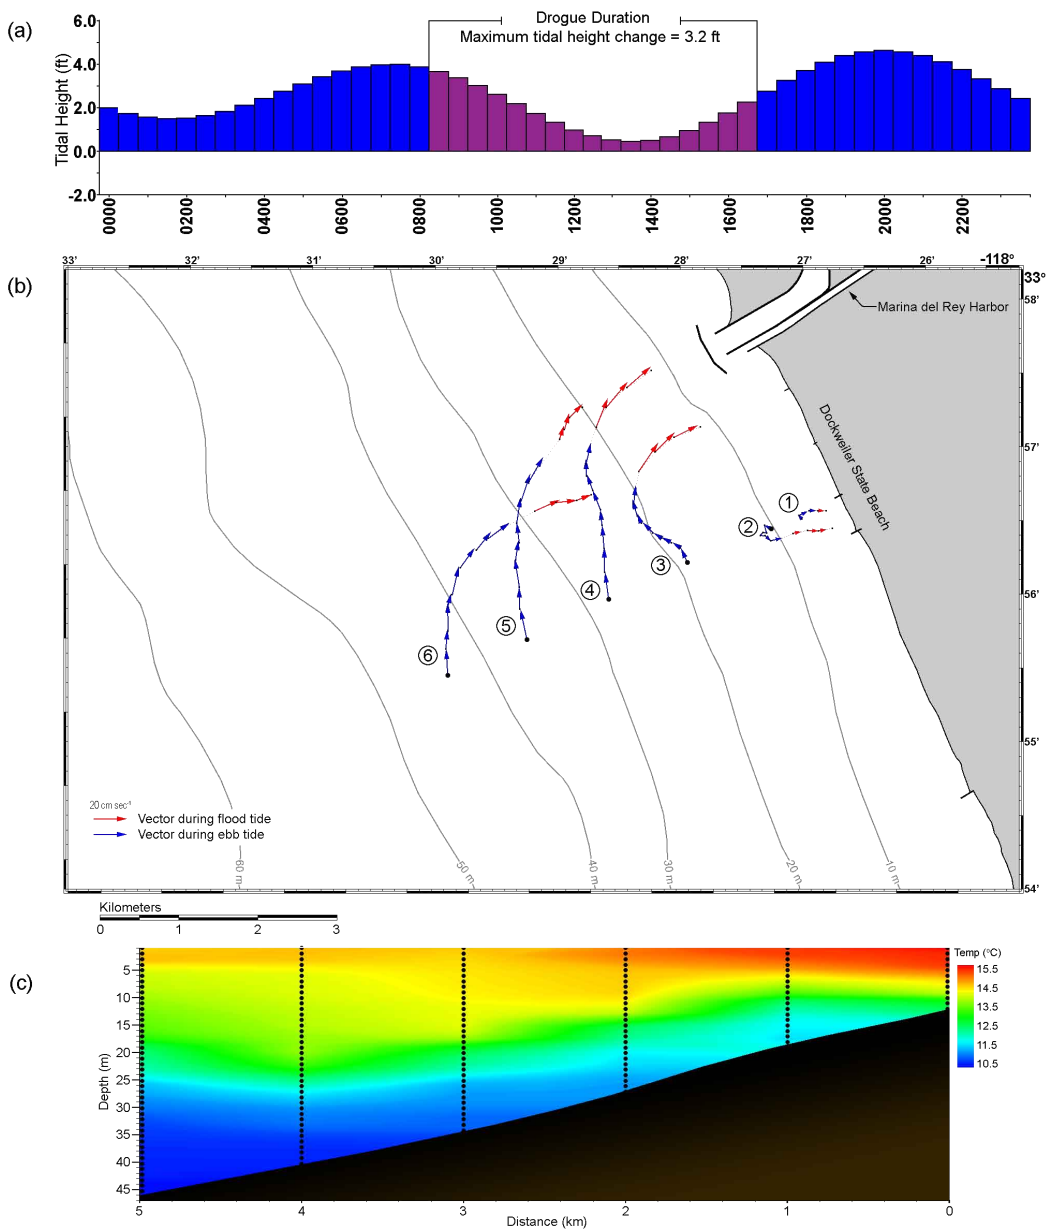 (a)
6.0
4.0
2.0
0.0
-2.0
Tidal Height (ft)
Drogue Duration
Maximum tidal height change = 3.2 ft
0000 0200 0400 0600 0800 1000 1200 1400 1600 1800 2000 2200
(b)
33' 32' 31' 30' 29' 28' 27' 26' -118°
33°
58'
57'
56'
55'
54'
Marina del Rey Harbor
Dockweiler State Beach
1
2
3
4
5
6
20 cm sec⁻¹
Vector during flood tide
Vector during ebb tide
60 m
50 m
40 m
30 m
20 m
10 m
Kilometers
0 1 2 3
(c)
5
10
15
20
25
30
35
40
45
Depth (m)
5 4 3 2 1 0
Distance (km)
Temp (°C)
15.5
14.5
13.5
12.5
11.5
10.5